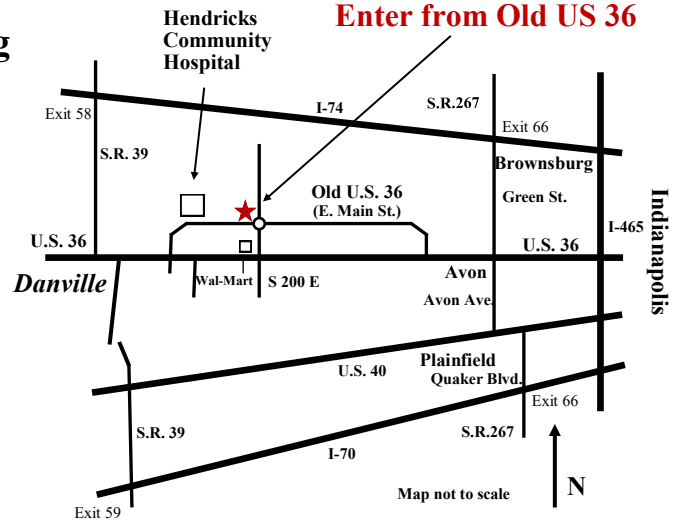 g
Hendricks
Community
Hospital
Enter from Old US 36
I-74
S.R.267
Exit 58
Exit 66
S.R. 39
Brownsburg
Old U.S. 36
(E. Main St.)
Green St.
Indianapolis
I-465
U.S. 36
U.S. 36
Danville
Wal-Mart
S 200 E
Avon
Avon Ave.
Plainfield
U.S. 40
Quaker Blvd.
Exit 66
S.R. 39
S.R.267
I-70
Map not to scale
N
Exit 59